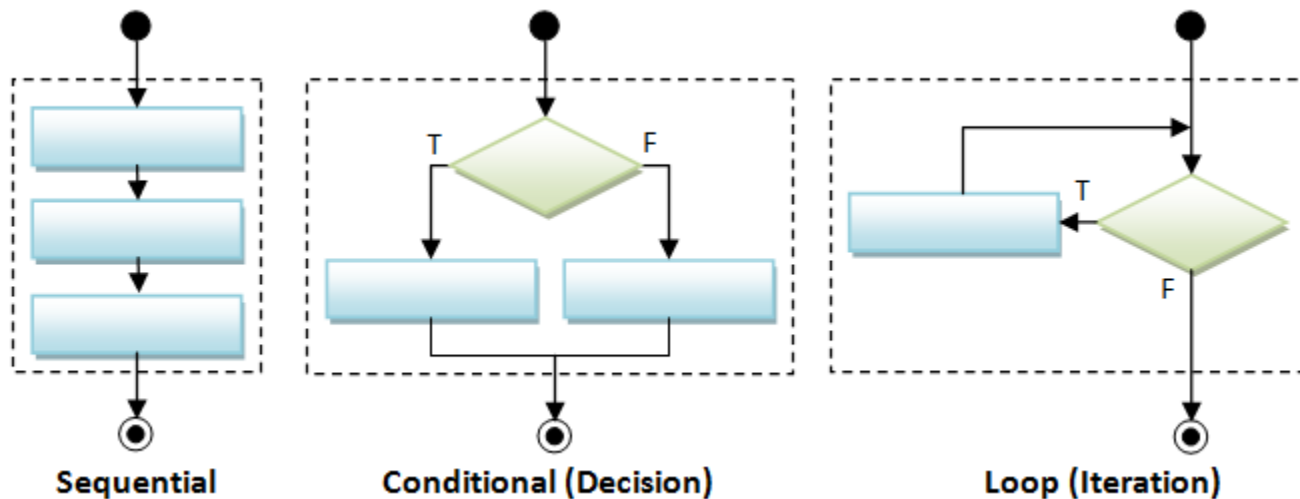 T
F
T
F
Sequential
Conditional (Decision)
Loop (Iteration)